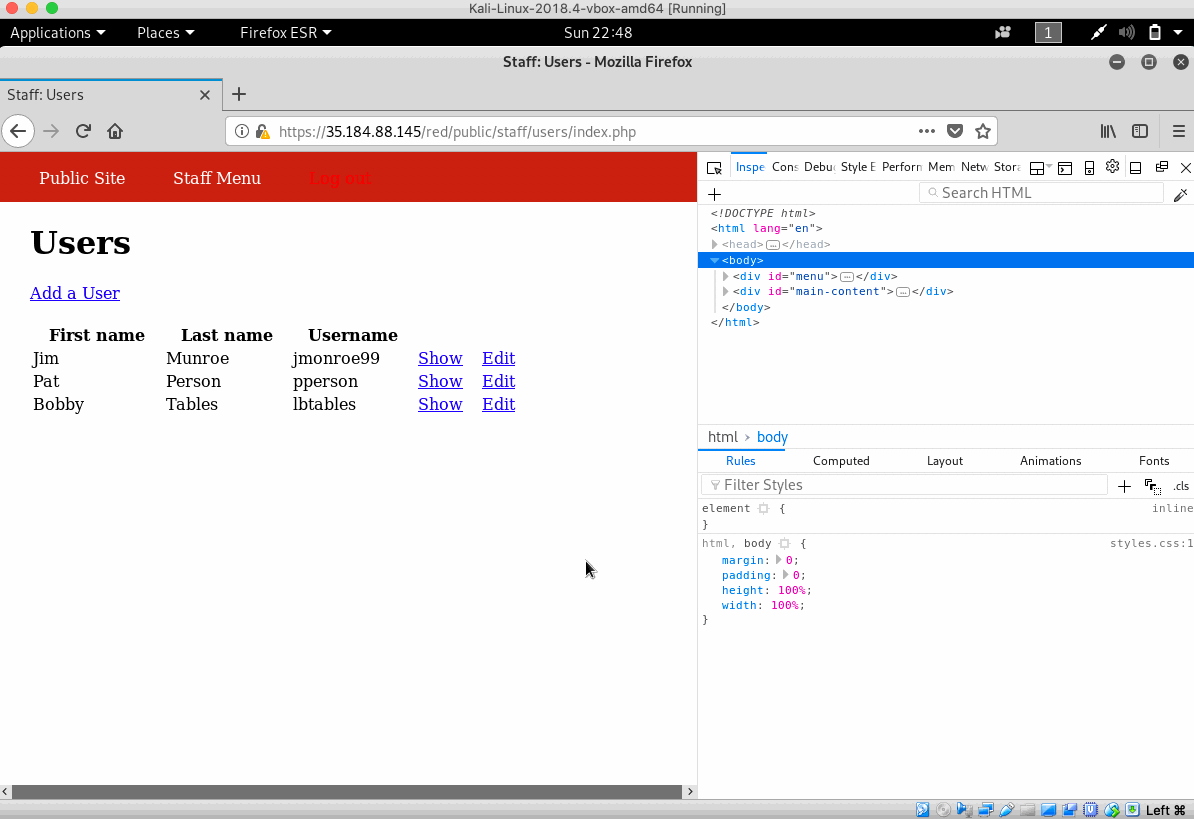 Kali-Linux-2018.4-vbox-amd64 [Running]
Applications Places Firefox ESR Sun 22:48 1
Staff: Users - Mozilla Firefox
Staff: Users
https://35.184.88.145/red/public/staff/users/index.php
Public Site Staff Menu Log out
Users
Add a User
First name Last name Username
Jim Munroe jmonroe99 Show Edit
Pat Person pperson Show Edit
Bobby Tables lbtables Show Edit
Inspe Cons Debu Style E Perforn Mem Netw Stora
Search HTML
<!DOCTYPE html>
<html lang="en">
<head>…</head>
<body>
<div id="menu">…</div>
<div id="main-content">…</div>
</body>
</html>
html › body
Rules Computed Layout Animations Fonts
Filter Styles .cls
element { inline
}
html, body { styles.css:1
margin: 0;
padding: 0;
height: 100%;
width: 100%;
}
Left ⌘